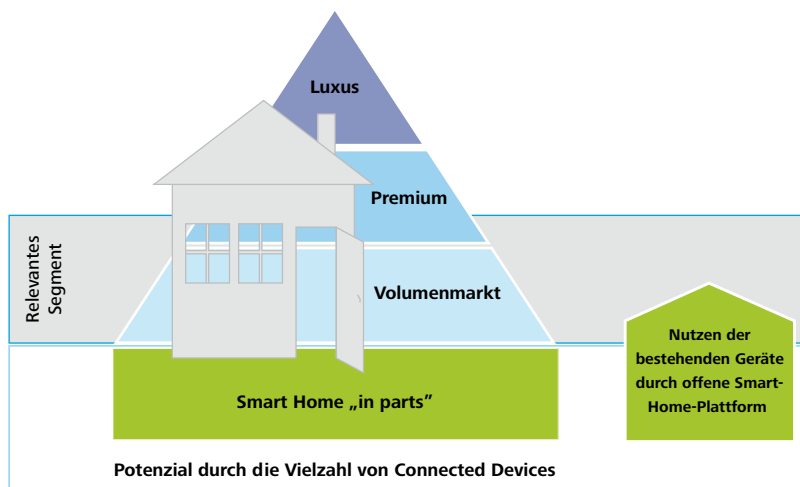 Luxus
Premium
Relevantes
Segment
Volumenmarkt
Nutzen der
bestehenden Geräte
durch offene Smart-
Home-Plattform
Smart Home „in parts”
Potenzial durch die Vielzahl von Connected Devices